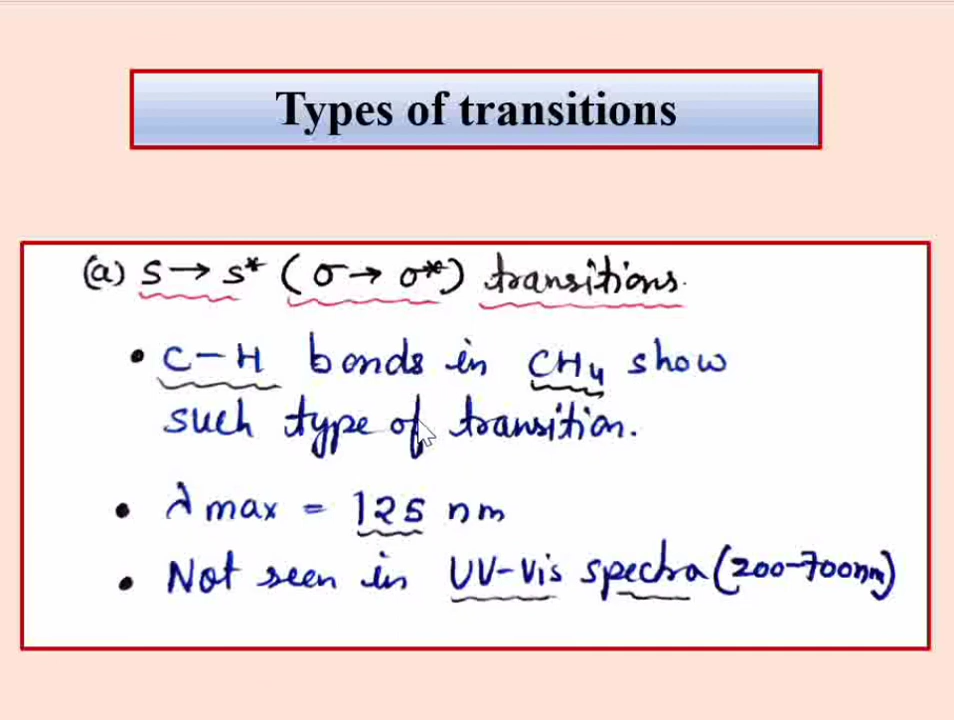 Types of transitions
(a) S → s* (σ → σ*) transitions.
• C-H bonds in CH4 show
such type of transition.
• λ max = 125 nm
• Not seen in UV-Vis spectra (200-700nm)